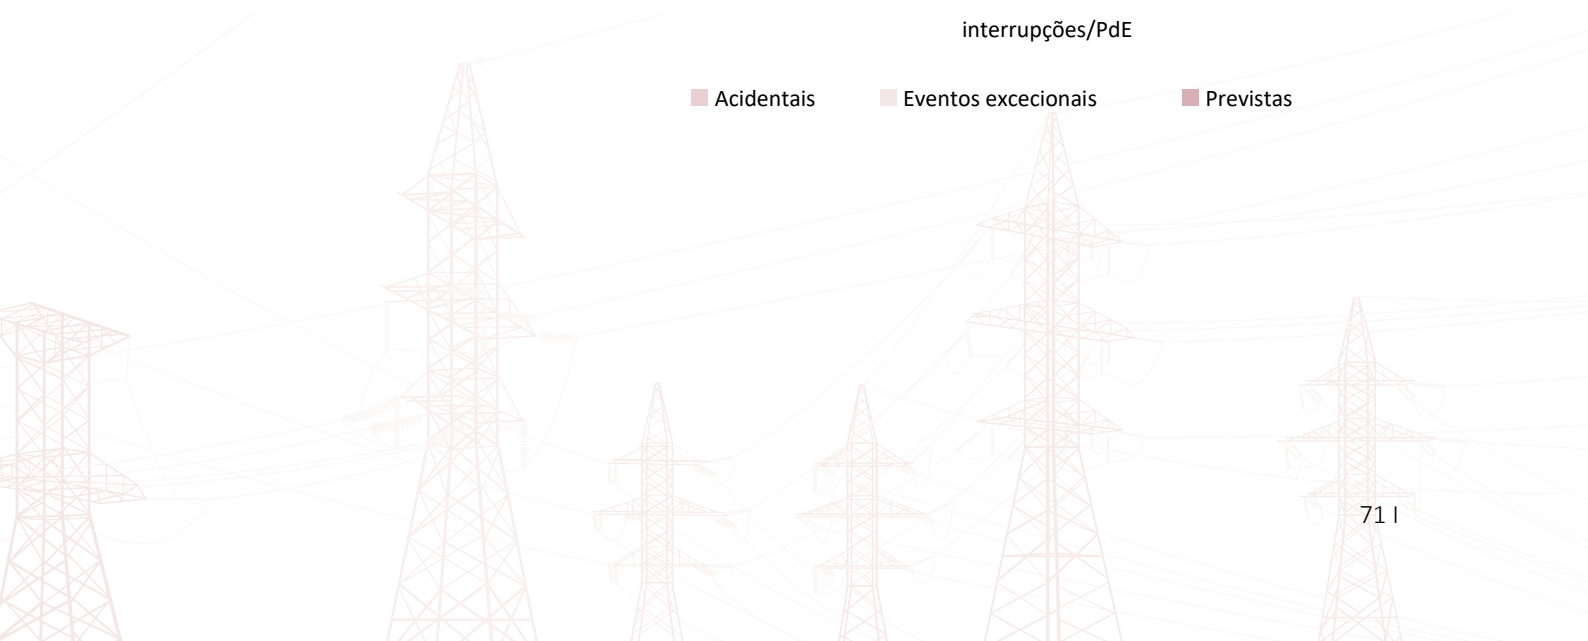 interrupções/PdE
Acidentais Eventos excecionais Previstas
71 I